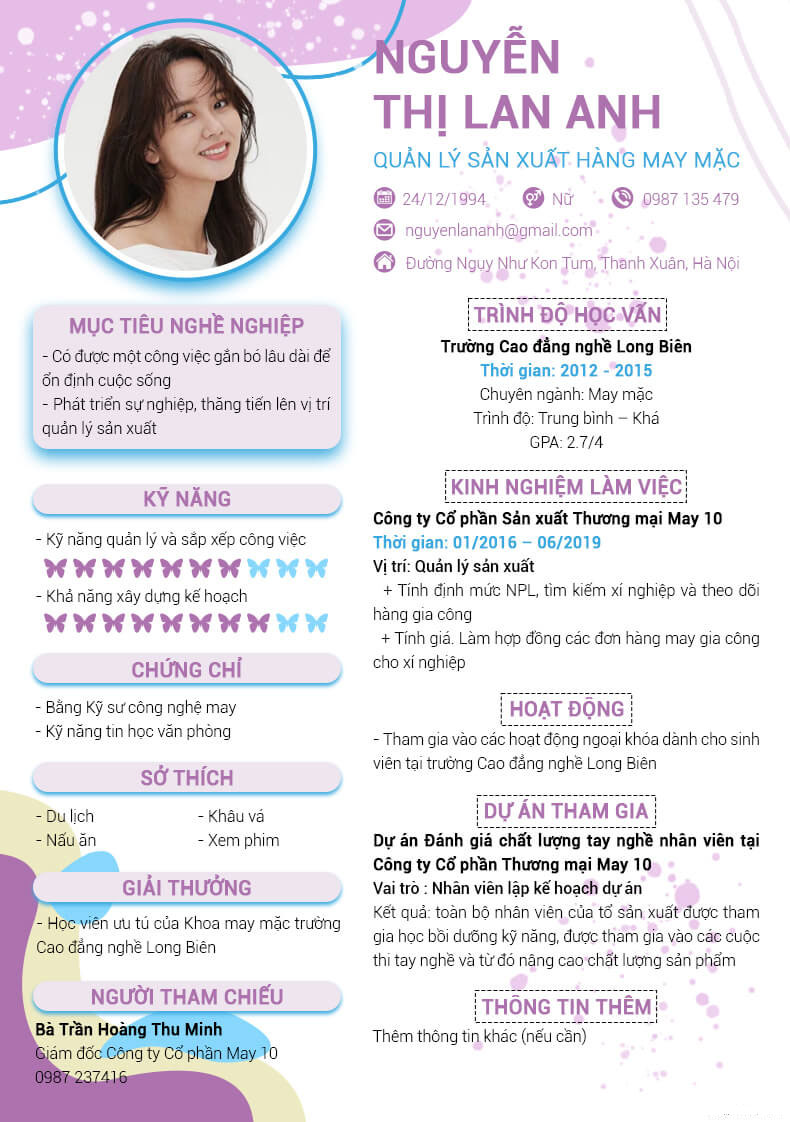 NGUYỄN
THỊ LAN ANH
QUẢN LÝ SẢN XUẤT HÀNG MAY MẶC
24/12/1994 Nữ 0987 135 479
nguyenlananh@gmail.com
Đường Ngụy Như Kon Tum, Thanh Xuân, Hà Nội
MỤC TIÊU NGHỀ NGHIỆP
- Có được một công việc gắn bó lâu dài để
ổn định cuộc sống
- Phát triển sự nghiệp, thăng tiến lên vị trí
quản lý sản xuất
KỸ NĂNG
- Kỹ năng quản lý và sắp xếp công việc
- Khả năng xây dựng kế hoạch
CHỨNG CHỈ
- Bằng Kỹ sư công nghệ may
- Kỹ năng tin học văn phòng
SỞ THÍCH
- Du lịch - Khâu vá
- Nấu ăn - Xem phim
GIẢI THƯỞNG
- Học viên ưu tú của Khoa may mặc trường
Cao đẳng nghề Long Biên
NGƯỜI THAM CHIẾU
Bà Trần Hoàng Thu Minh
Giám đốc Công ty Cổ phần May 10
0987 237416
TRÌNH ĐỘ HỌC VẤN
Trường Cao đẳng nghề Long Biên
Thời gian: 2012 - 2015
Chuyên ngành: May mặc
Trình độ: Trung bình – Khá
GPA: 2.7/4
KINH NGHIỆM LÀM VIỆC
Công ty Cổ phần Sản xuất Thương mại May 10
Thời gian: 01/2016 – 06/2019
Vị trí: Quản lý sản xuất
+ Tính định mức NPL, tìm kiếm xí nghiệp và theo dõi
hàng gia công
+ Tính giá. Làm hợp đồng các đơn hàng may gia công
cho xí nghiệp
HOẠT ĐỘNG
- Tham gia vào các hoạt động ngoại khóa dành cho sinh
viên tại trường Cao đẳng nghề Long Biên
DỰ ÁN THAM GIA
Dự án Đánh giá chất lượng tay nghề nhân viên tại
Công ty Cổ phần Thương mại May 10
Vai trò : Nhân viên lập kế hoạch dự án
Kết quả: toàn bộ nhân viên của tổ sản xuất được tham
gia học bồi dưỡng kỹ năng, được tham gia vào các cuộc
thi tay nghề và từ đó nậng cao chất lượng sản phẩm
THÔNG TIN THÊM
Thêm thông tin khác (nếu cần)